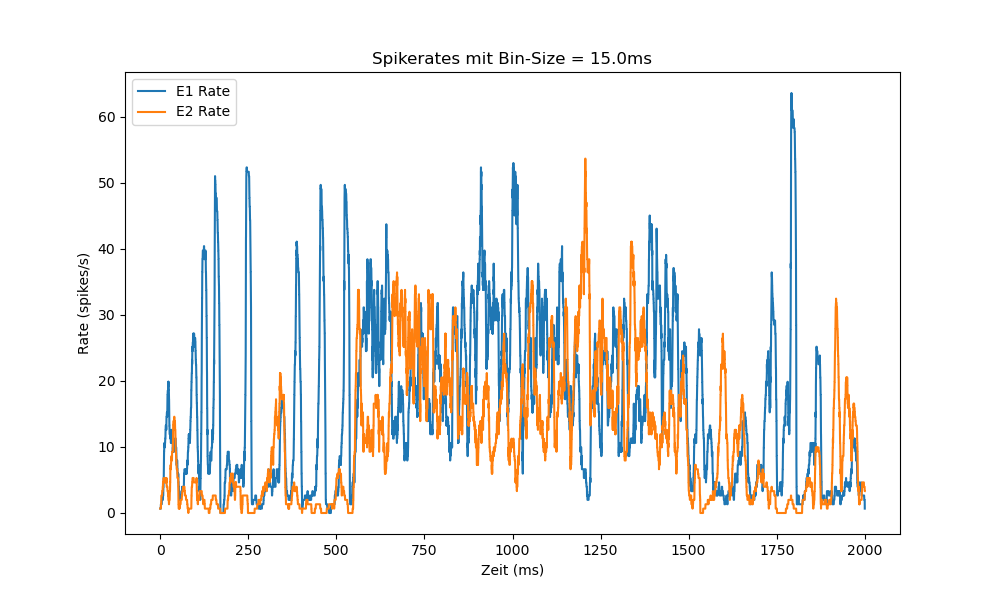 Spikerates mit Bin-Size = 15.0ms
E1 Rate
E2 Rate
60
50
40
30
20
10
0
Rate (spikes/s)
0 250 500 750 1000 1250 1500 1750 2000
Zeit (ms)